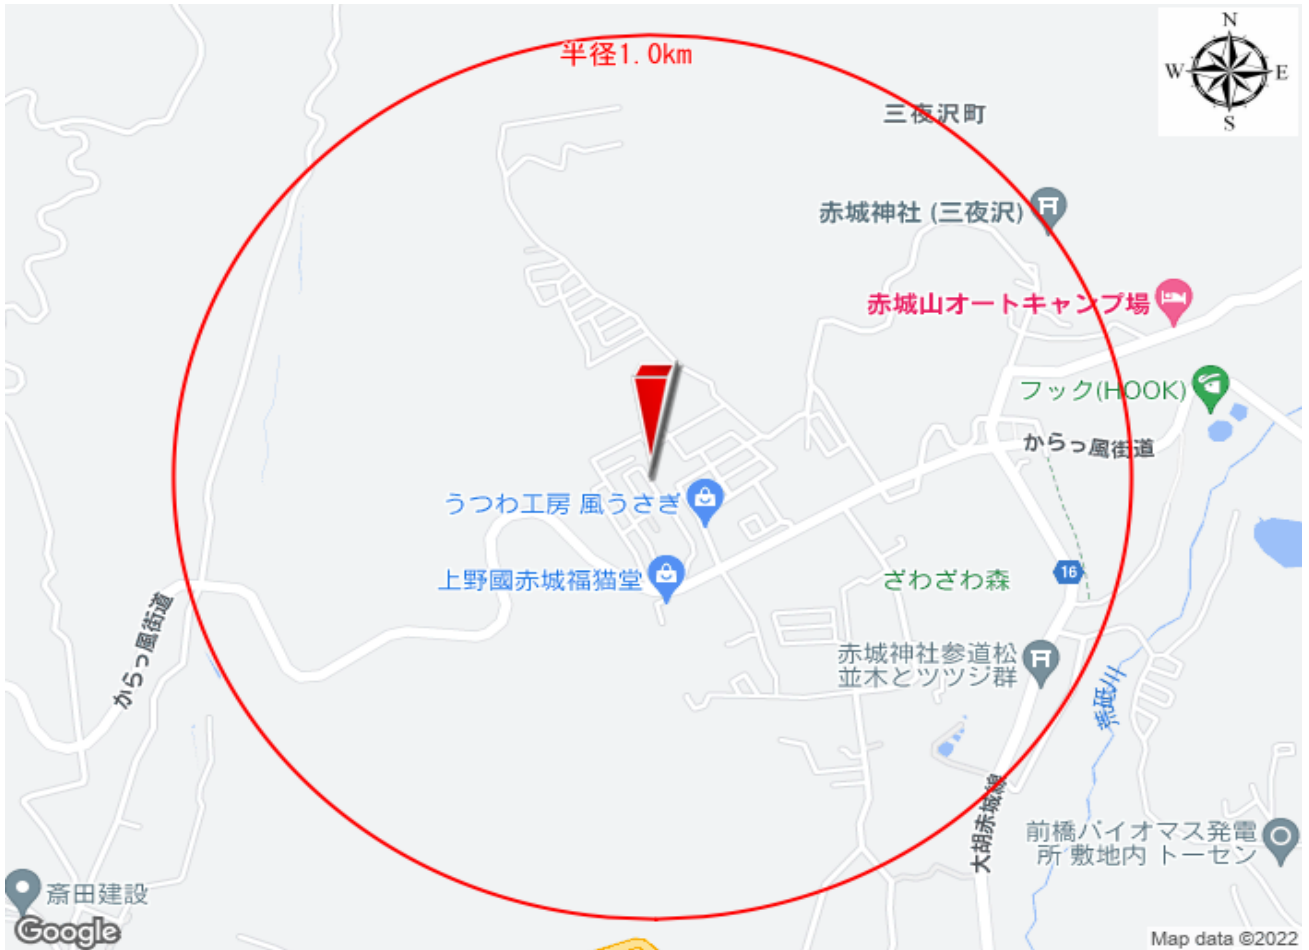 半径1.0km
N
W
E
S
三夜沢町
赤城神社 (三夜沢)
赤城山オートキャンプ場
フック(HOOK)
からっ風街道
うつわ工房 風うさぎ
上野國赤城福猫堂
16
ざわざわ森
からっ風街道
赤城神社参道松
並木とツツジ群
粕川
大胡赤城線
前橋バイオマス発電
所 敷地内 トーセン
斎田建設
Google
Map data ©2022